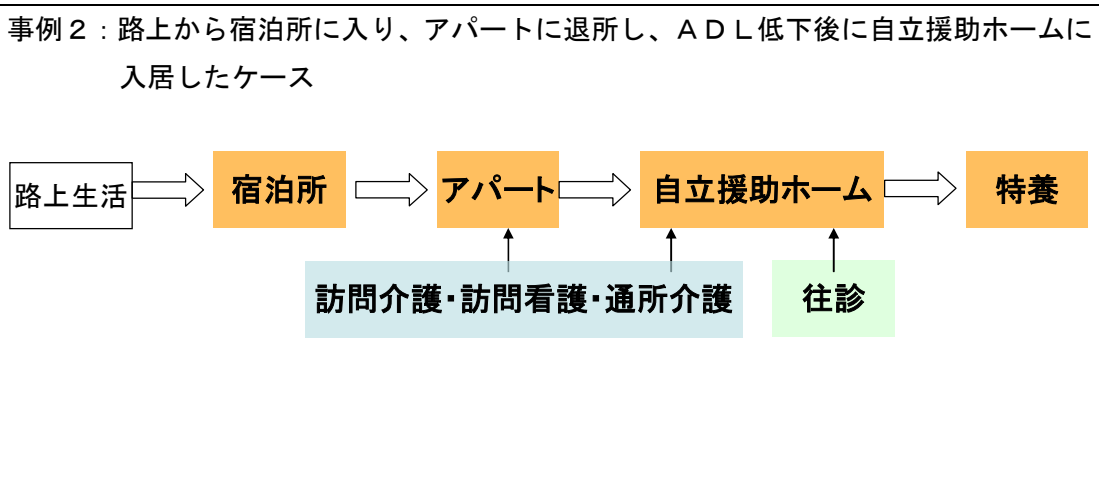 事例２：路上から宿泊所に入り、アパートに退所し、ＡＤＬ低下後に自立援助ホームに
入居したケース
路上生活
宿泊所
アパート
自立援助ホーム
特養
訪問介護・訪問看護・通所介護
往診